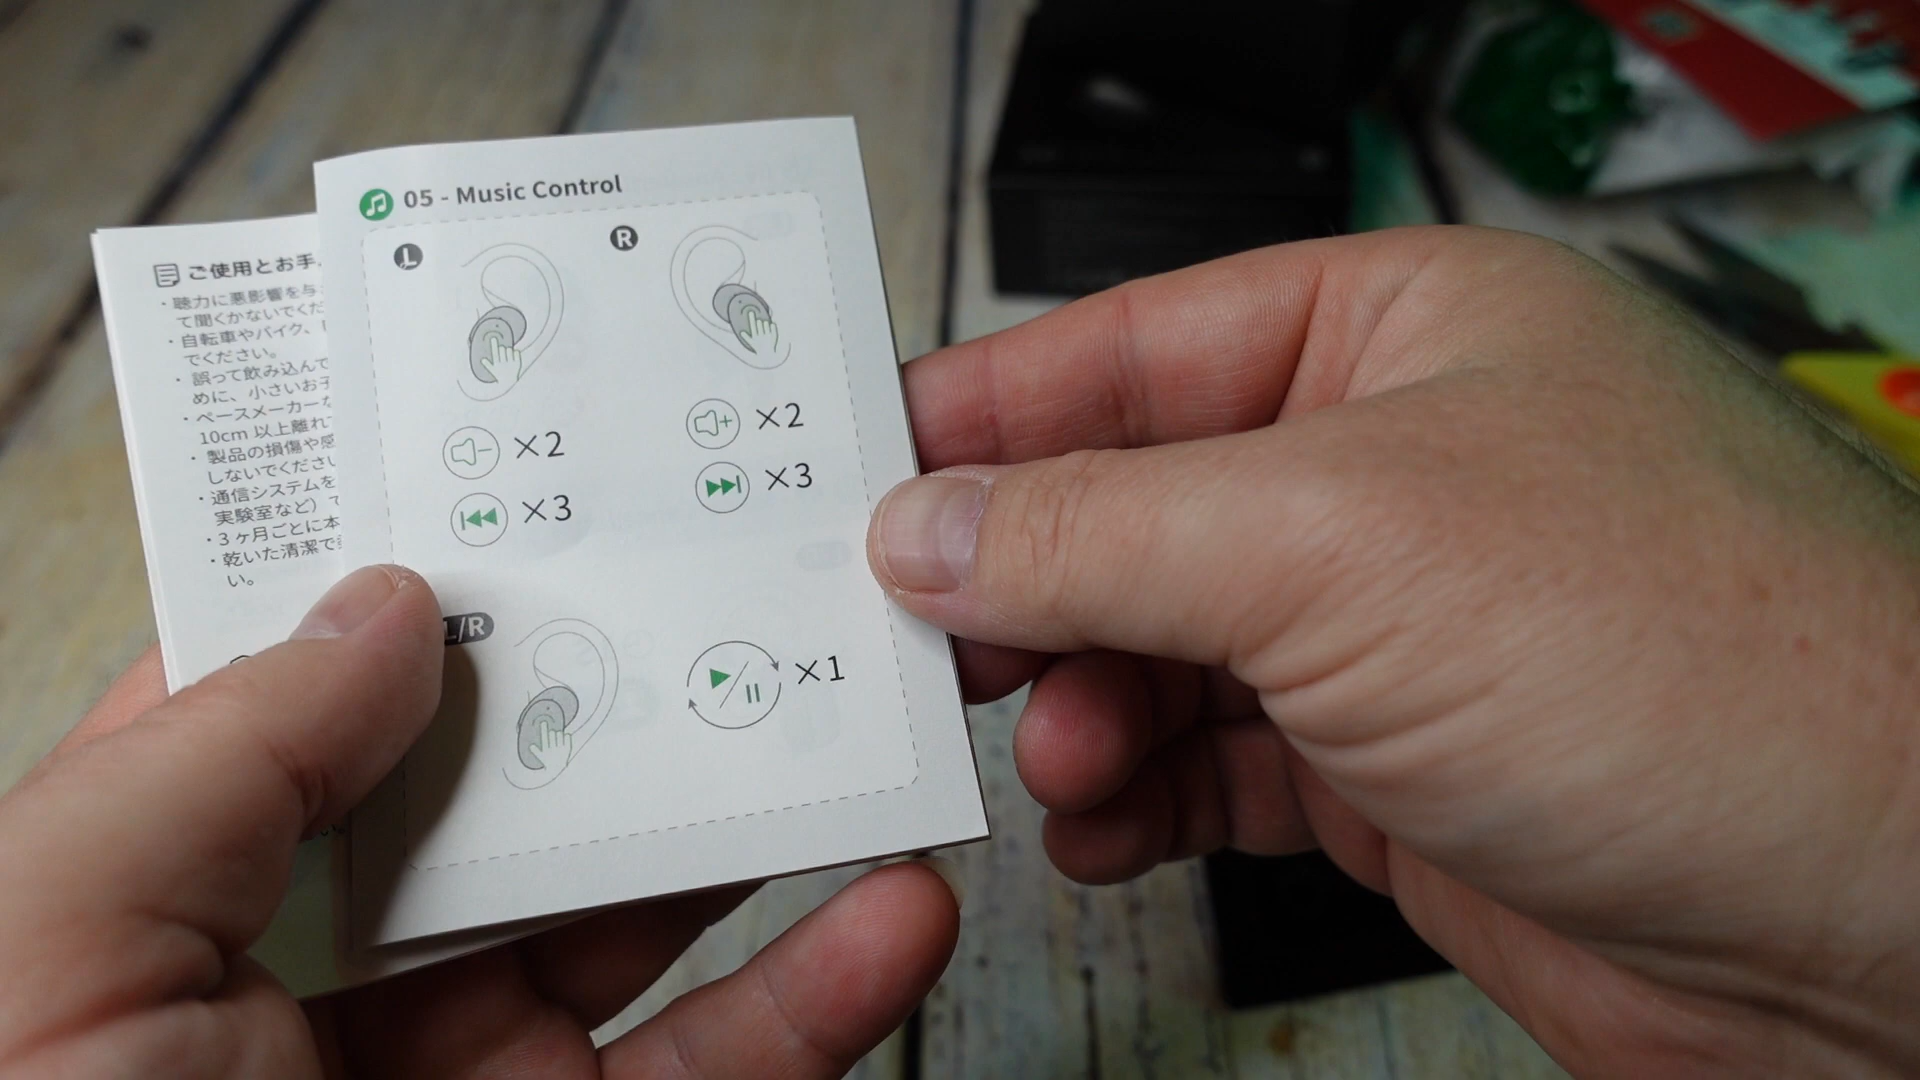 05 - Music Control
L
R
×2
×2
×3
×3
L/R
×1
ご使用とお手
・聴力に悪影響を与
て聞くかないでくだ
・自転車やバイク、
でください。
・誤って飲み込んで
めに、小さいお子
・ペースメーカーな
10cm 以上離れ
・製品の損傷や感
しないでください
・通信システムを
実験室など）で
・3 ヶ月ごとに本
・乾いた清潔で
い。